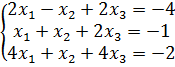 2x₁ − x₂ + 2x₃ = −4
x₁ + x₂ + 2x₃ = −1
4x₁ + x₂ + 4x₃ = −2